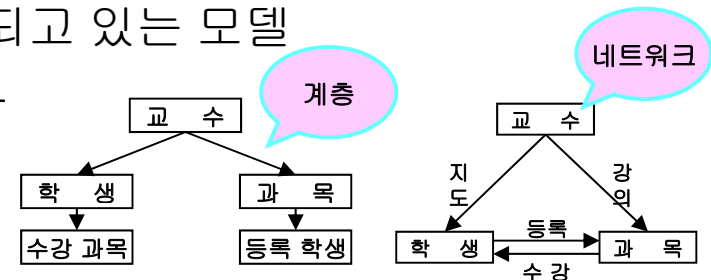 되고 있는 모델
계층
교 수
학 생
과 목
수강 과목
등록 학생
네트워크
교 수
지도
강의
등록
학 생
과 목
수 강